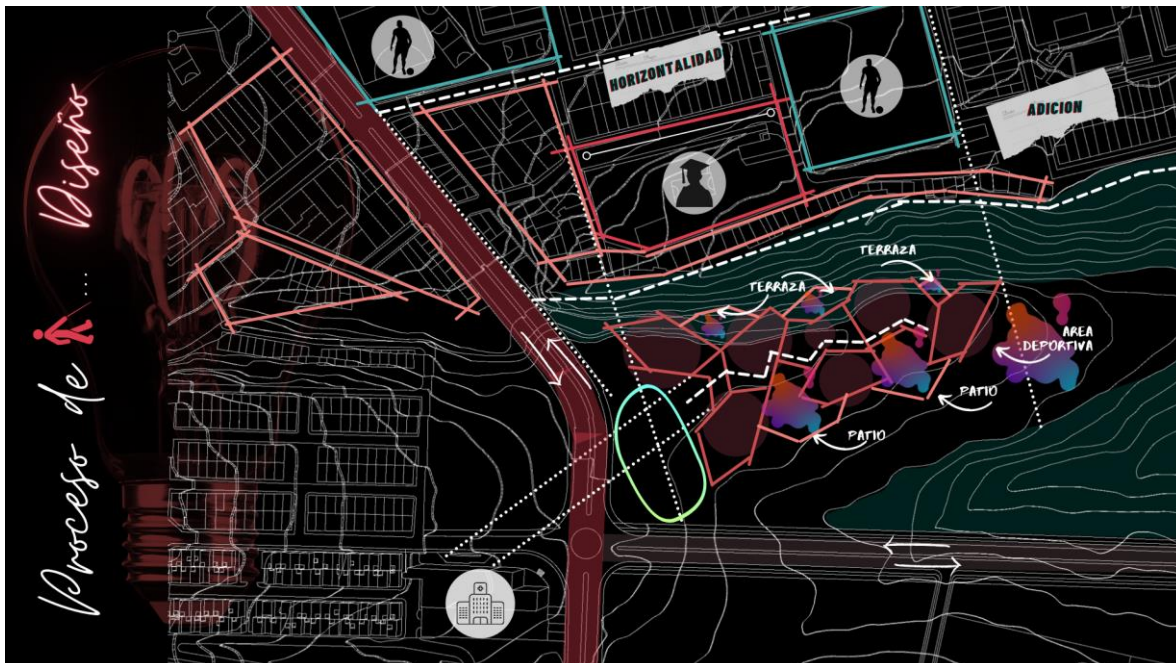 Proceso de ..... Diseño
HORIZONTALIDAD
ADICION
TERRAZA
TERRAZA
AREA
DEPORTIVA
PATIO
PATIO